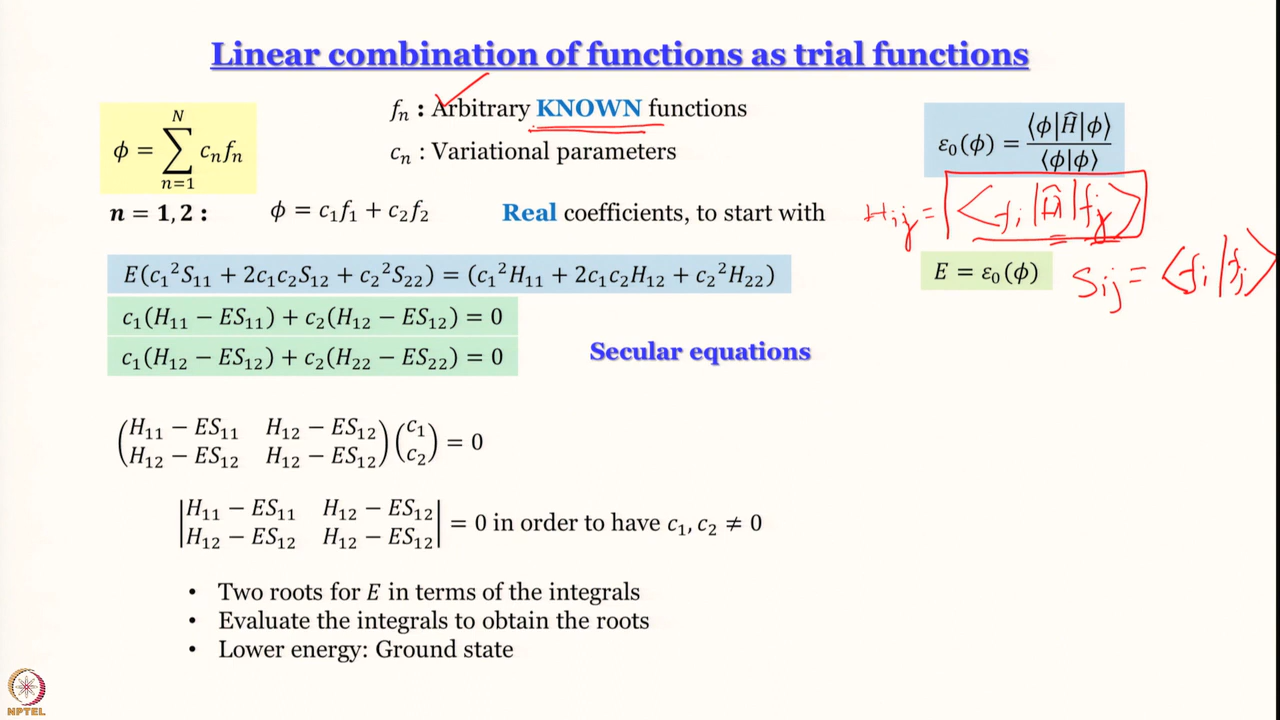 Linear combination of functions as trial functions
ϕ = ∑_{n=1}^{N} cₙfₙ
fₙ : Arbitrary KNOWN functions
cₙ : Variational parameters
ε₀(ϕ) = ⟨ϕ|Ĥ|ϕ⟩ / ⟨ϕ|ϕ⟩
n = 1, 2 : ϕ = c₁f₁ + c₂f₂ Real coefficients, to start with
H_ij = ⟨f_i|Ĥ|f_j⟩
E(c₁²S₁₁ + 2c₁c₂S₁₂ + c₂²S₂₂) = (c₁²H₁₁ + 2c₁c₂H₁₂ + c₂²H₂₂)
E = ε₀(ϕ)
S_ij = ⟨f_i|f_j⟩
c₁(H₁₁ − ES₁₁) + c₂(H₁₂ − ES₁₂) = 0
c₁(H₁₂ − ES₁₂) + c₂(H₂₂ − ES₂₂) = 0
Secular equations
(H₁₁ − ES₁₁ H₁₂ − ES₁₂) (c₁)
(H₁₂ − ES₁₂ H₁₂ − ES₁₂) (c₂) = 0
|H₁₁ − ES₁₁ H₁₂ − ES₁₂|
|H₁₂ − ES₁₂ H₁₂ − ES₁₂| = 0 in order to have c₁, c₂ ≠ 0
• Two roots for E in terms of the integrals
• Evaluate the integrals to obtain the roots
• Lower energy: Ground state
NPTEL